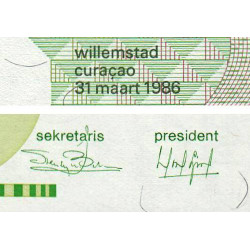 willemstad
curaçao
31 maart 1986
sekretaris president